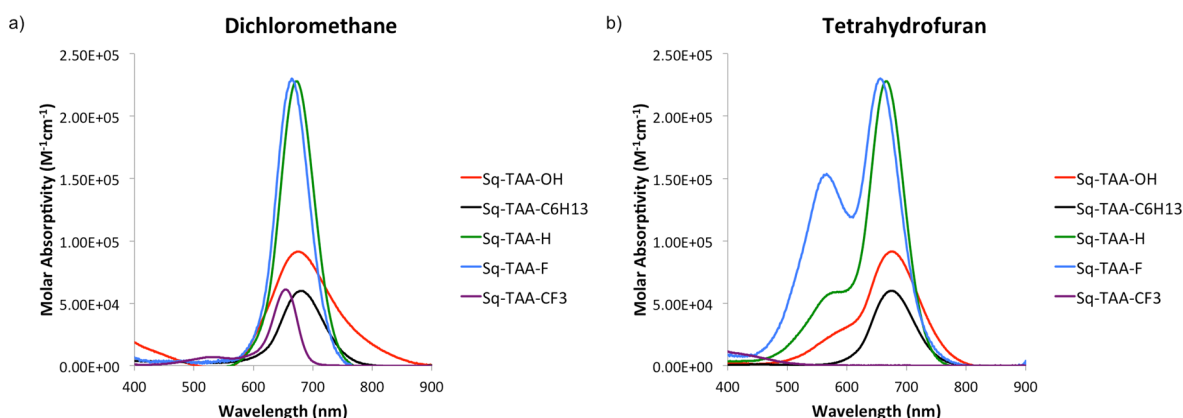 a)
Dichloromethane
2.50E+05
2.00E+05
1.50E+05
1.00E+05
5.00E+04
0.00E+00
Molar Absorptivity (M⁻¹cm⁻¹)
400 500 600 700 800 900
Wavelength (nm)
Sq-TAA-OH
Sq-TAA-C6H13
Sq-TAA-H
Sq-TAA-F
Sq-TAA-CF3
b)
Tetrahydrofuran
2.50E+05
2.00E+05
1.50E+05
1.00E+05
5.00E+04
0.00E+00
Molar Absorptivity (M⁻¹cm⁻¹)
400 500 600 700 800 900
Wavelength (nm)
Sq-TAA-OH
Sq-TAA-C6H13
Sq-TAA-H
Sq-TAA-F
Sq-TAA-CF3